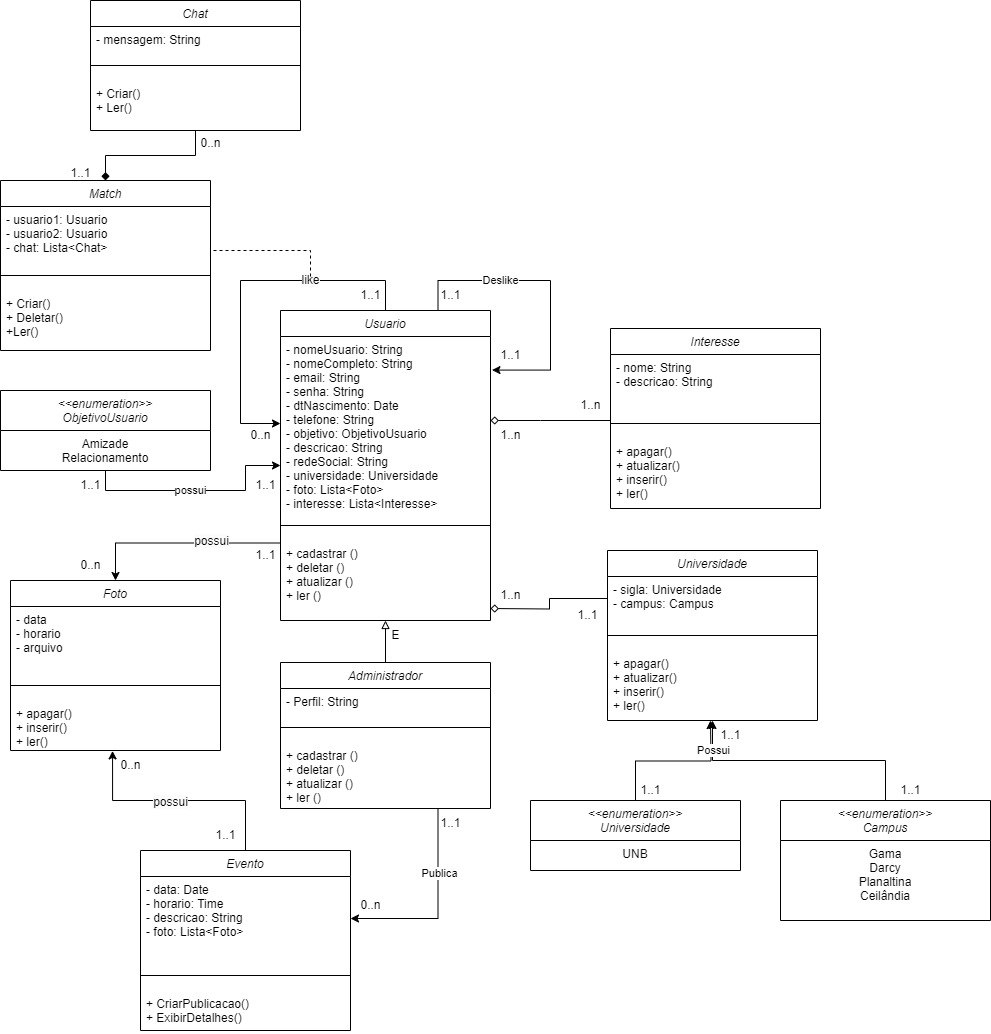 Chat
- mensagem: String
+ Criar()
+ Ler()
0..n
1..1
Match
- usuario1: Usuario
- usuario2: Usuario
- chat: Lista<Chat>
+ Criar()
+ Deletar()
+Ler()
like
1..1
0..n
Deslike
1..1
1..1
Usuario
- nomeUsuario: String
- nomeCompleto: String
- email: String
- senha: String
- dtNascimento: Date
- telefone: String
- objetivo: ObjetivoUsuario
- descricao: String
- redeSocial: String
- universidade: Universidade
- foto: Lista<Foto>
- interesse: Lista<Interesse>
+ cadastrar ()
+ deletar ()
+ atualizar ()
+ ler ()
1..n
1..n
Interesse
- nome: String
- descricao: String
+ apagar()
+ atualizar()
+ inserir()
+ ler()
<<enumeration>>
ObjetivoUsuario
Amizade
Relacionamento
1..1
possui
1..1
possui
1..1
0..n
Foto
- data
- horario
- arquivo
+ apagar()
+ inserir()
+ ler()
1..n
1..1
Universidade
- sigla: Universidade
- campus: Campus
+ apagar()
+ atualizar()
+ inserir()
+ ler()
E
Administrador
- Perfil: String
+ cadastrar ()
+ deletar ()
+ atualizar ()
+ ler ()
1..1
Possui
1..1
1..1
<<enumeration>>
Universidade
UNB
<<enumeration>>
Campus
Gama
Darcy
Planaltina
Ceilândia
0..n
possui
1..1
1..1
Publica
0..n
Evento
- data: Date
- horario: Time
- descricao: String
- foto: Lista<Foto>
+ CriarPublicacao()
+ ExibirDetalhes()